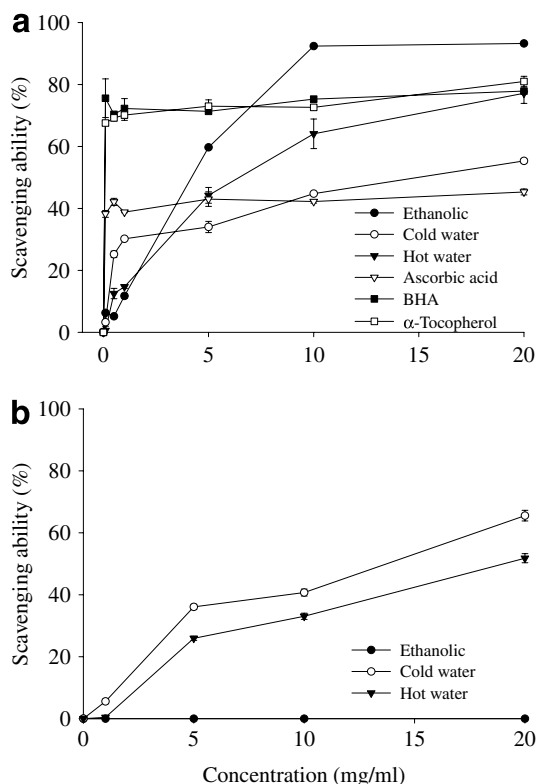 a
100
80
60
40
20
0
Scavenging ability (%)
Ethanolic
Cold water
Hot water
Ascorbic acid
BHA
α-Tocopherol
0 5 10 15 20
b
100
80
60
40
20
0
Scavenging ability (%)
Ethanolic
Cold water
Hot water
0 5 10 15 20
Concentration (mg/ml)